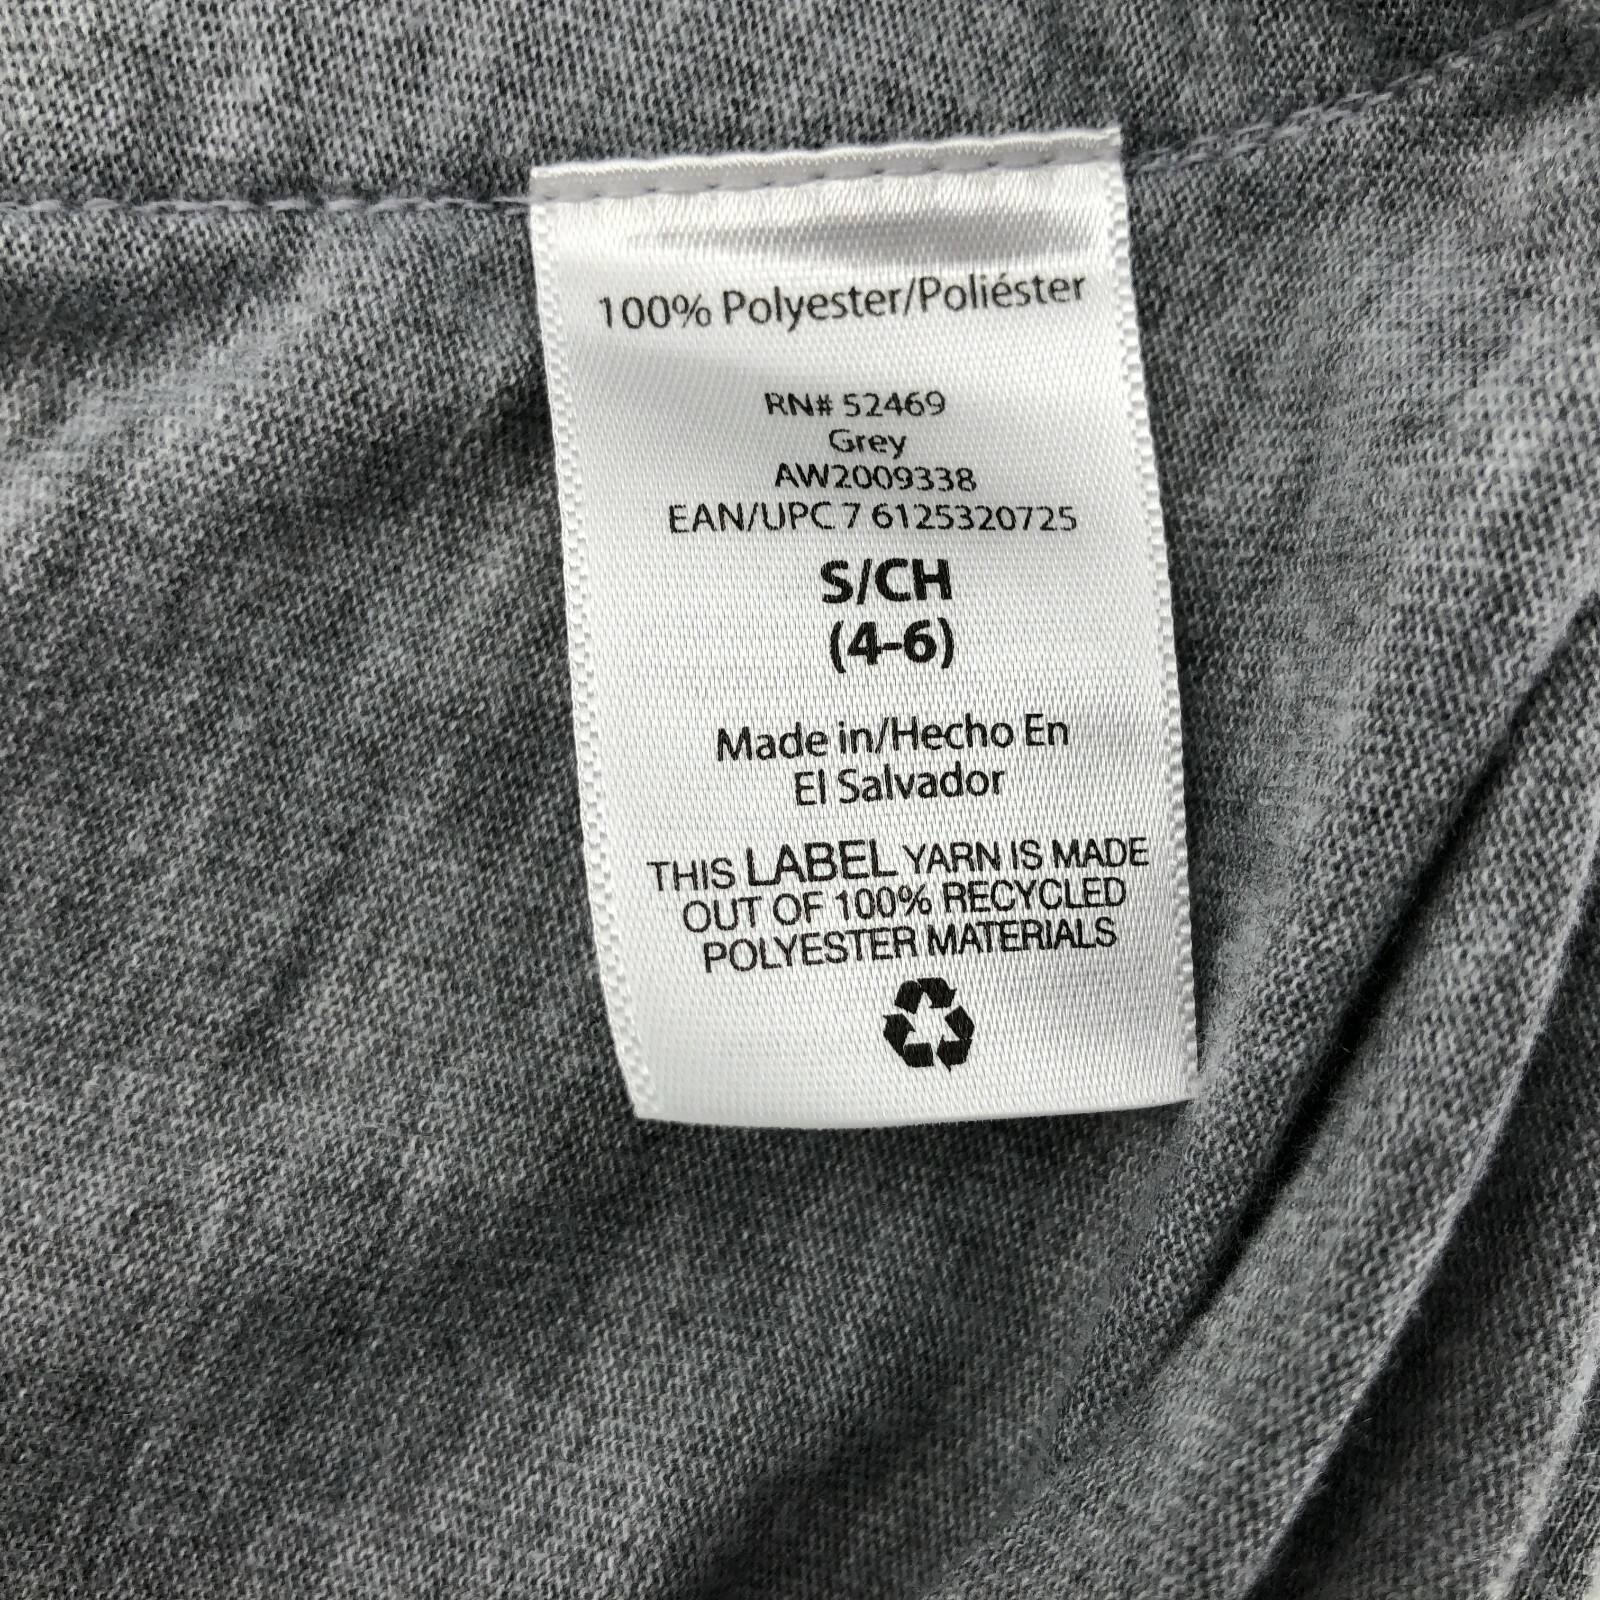 100% Polyester/Poliéster
RN# 52469
Grey
AW2009338
EAN/UPC 7 6125320725
S/CH
(4-6)
Made in/Hecho En
El Salvador
THIS LABEL YARN IS MADE
OUT OF 100% RECYCLED
POLYESTER MATERIALS